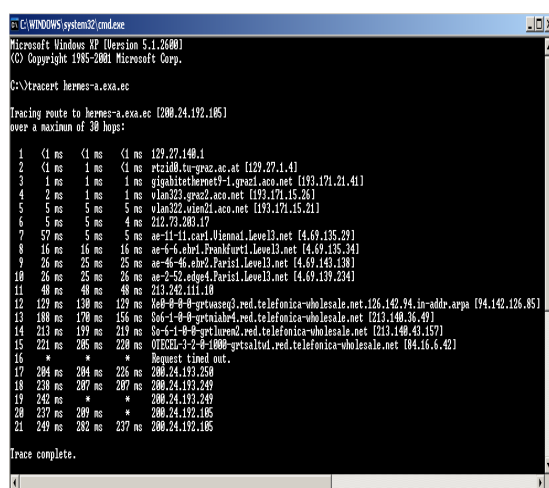 C:\WINDOWS\system32\cmd.exe
Microsoft Windows XP [Version 5.1.2600]
(C) Copyright 1985-2001 Microsoft Corp.
C:\>tracert hermes-a.exa.ec
Tracing route to hermes-a.exa.ec [200.24.192.105]
over a maximum of 30 hops:
1 <1 ms <1 ms <1 ms 129.27.140.1
2 <1 ms <1 ms <1 ms rtzid0.tu-graz.ac.at [129.27.1.4]
3 1 ms 1 ms 1 ms gigabitethernet9-1.graz1.aco.net [193.171.21.41]
4 2 ms 1 ms 1 ms vlan323.graz2.aco.net [193.171.15.26]
5 5 ms 5 ms 5 ms vlan322.vien21.aco.net [193.171.15.21]
6 5 ms 5 ms 4 ms 212.73.203.17
7 57 ms 5 ms 5 ms ae-11-11.car1.Vienna1.Level3.net [4.69.135.29]
8 16 ms 16 ms 16 ms ae-6-6.ebr1.Frankfurt1.Level3.net [4.69.135.34]
9 26 ms 25 ms 25 ms ae-46-46.ebr2.Paris1.Level3.net [4.69.143.138]
10 26 ms 25 ms 26 ms ae-2-52.edge4.Paris1.Level3.net [4.69.139.234]
11 48 ms 48 ms 48 ms 213.242.111.10
12 129 ms 130 ms 129 ms Xe0-0-0-0-grtwaseq3.red.telefonica-wholesale.net.126.142.94.in-addr.arpa [94.142.126.85]
13 188 ms 170 ms 156 ms So6-1-0-0-grtmiabr4.red.telefonica-wholesale.net [213.140.36.49]
14 213 ms 199 ms 219 ms So-6-1-0-0-grtlurem2.red.telefonica-wholesale.net [213.140.43.157]
15 221 ms 205 ms 220 ms OTECEL-3-2-0-1000-grtsaltw1.red.telefonica-wholesale.net [84.16.6.42]
16 * * * Request timed out.
17 204 ms 204 ms 226 ms 200.24.193.250
18 238 ms 207 ms 207 ms 200.24.193.249
19 242 ms * * 200.24.193.249
20 237 ms 209 ms * 200.24.192.105
21 249 ms 282 ms 237 ms 200.24.192.105
Trace complete.